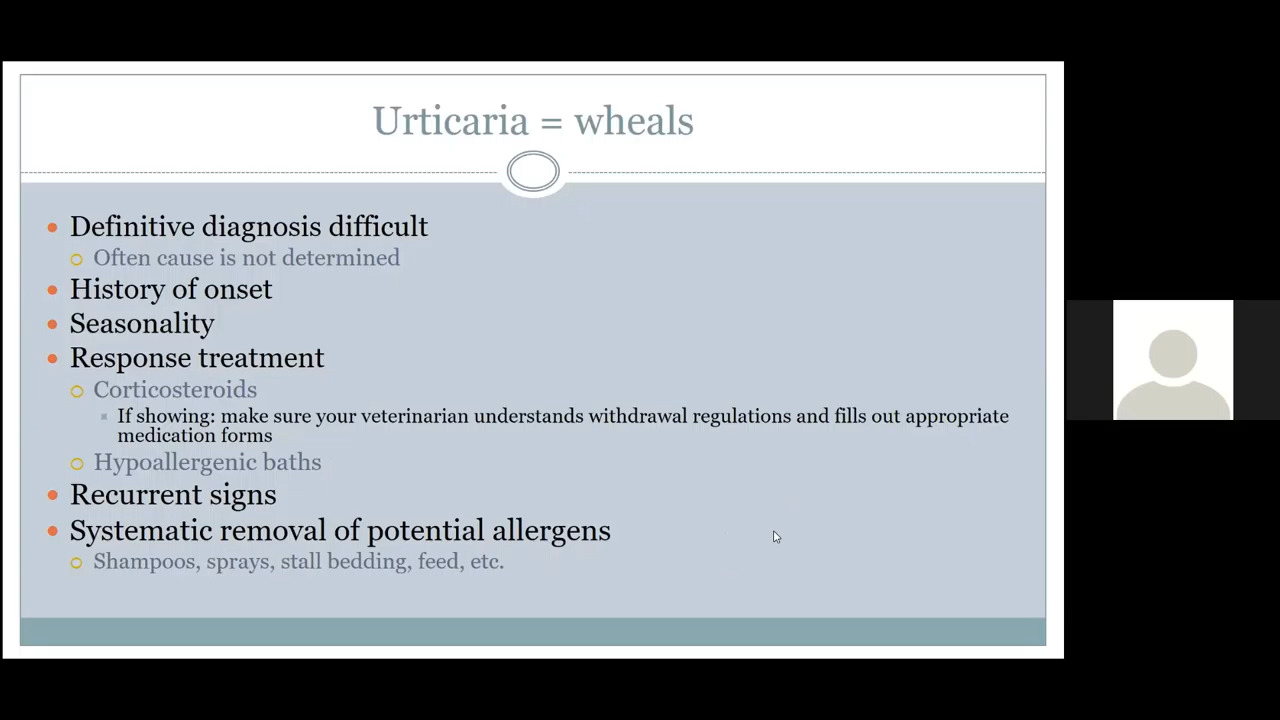 Urticaria = wheals
Definitive diagnosis difficult
Often cause is not determined
History of onset
Seasonality
Response treatment
Corticosteroids
If showing: make sure your veterinarian understands withdrawal regulations and fills out appropriate
medication forms
Hypoallergenic baths
Recurrent signs
Systematic removal of potential allergens
Shampoos, sprays, stall bedding, feed, etc.